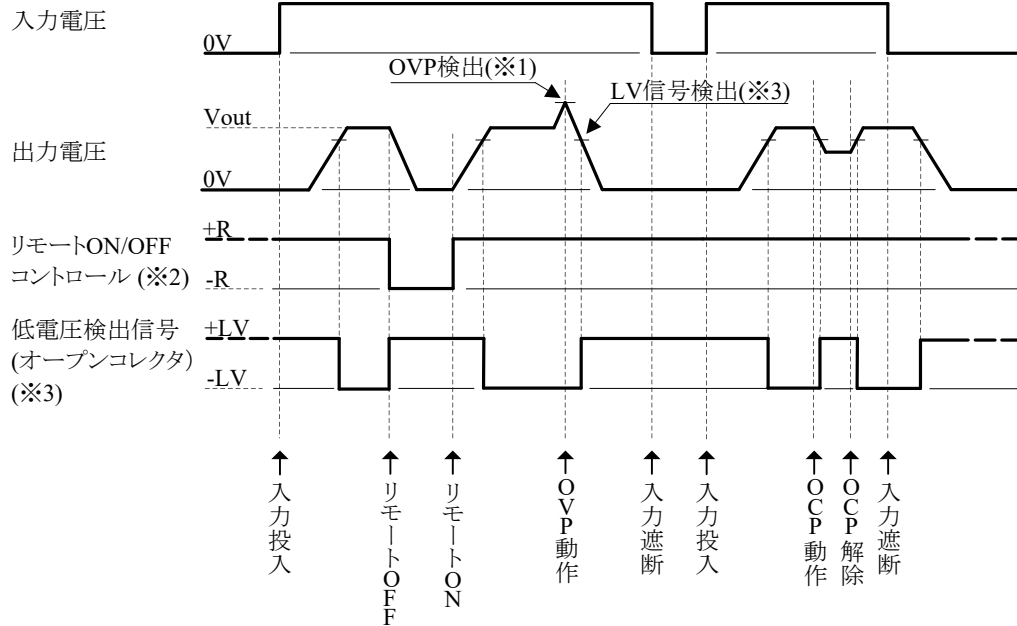 入力電圧
0V
OVP検出(※1)
LV信号検出(※3)
Vout
出力電圧
0V
リモートON/OFF
コントロール (※2)
+R
-R
低電圧検出信号
(オープンコレクタ)
(※3)
+LV
-LV
入力投入
リモートOFF
リモートON
OVP動作
入力遮断
入力投入
OCP動作
OCP解除
入力遮断